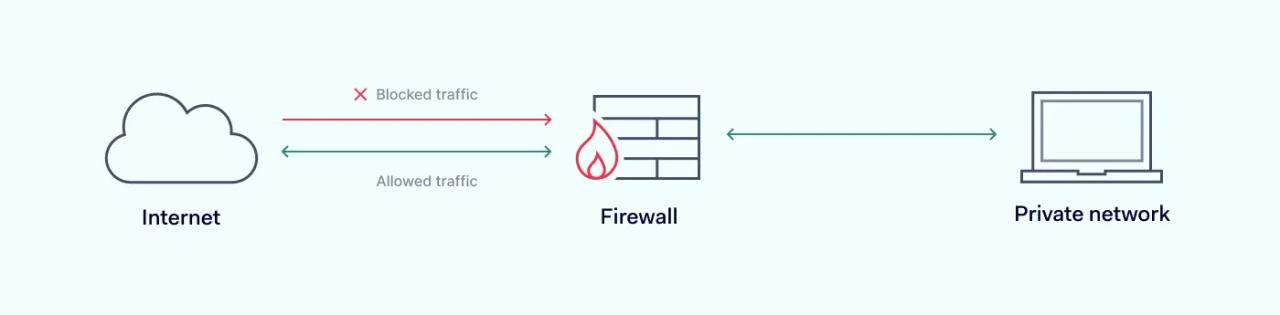 Blocked traffic
Allowed traffic
Internet
Firewall
Private network